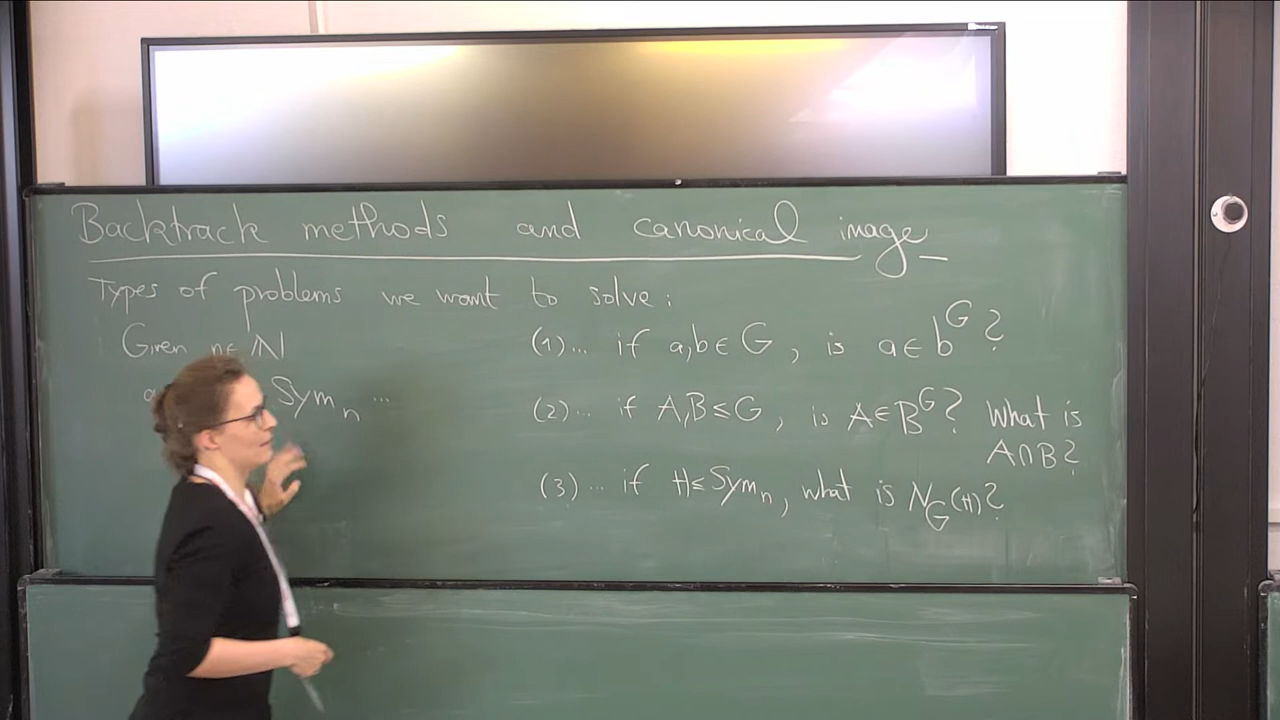 Backtrack methods and canonical image
Types of problems we want to solve:
Given n∈ℕ
Sym_n ...
(1)... if a,b ∈ G, is a ∈ b^G?
(2)... if A,B ≤ G, is A ∈ B^G? What is
A∩B?
(3)... if H ≤ Sym_n, what is N_G(H)?